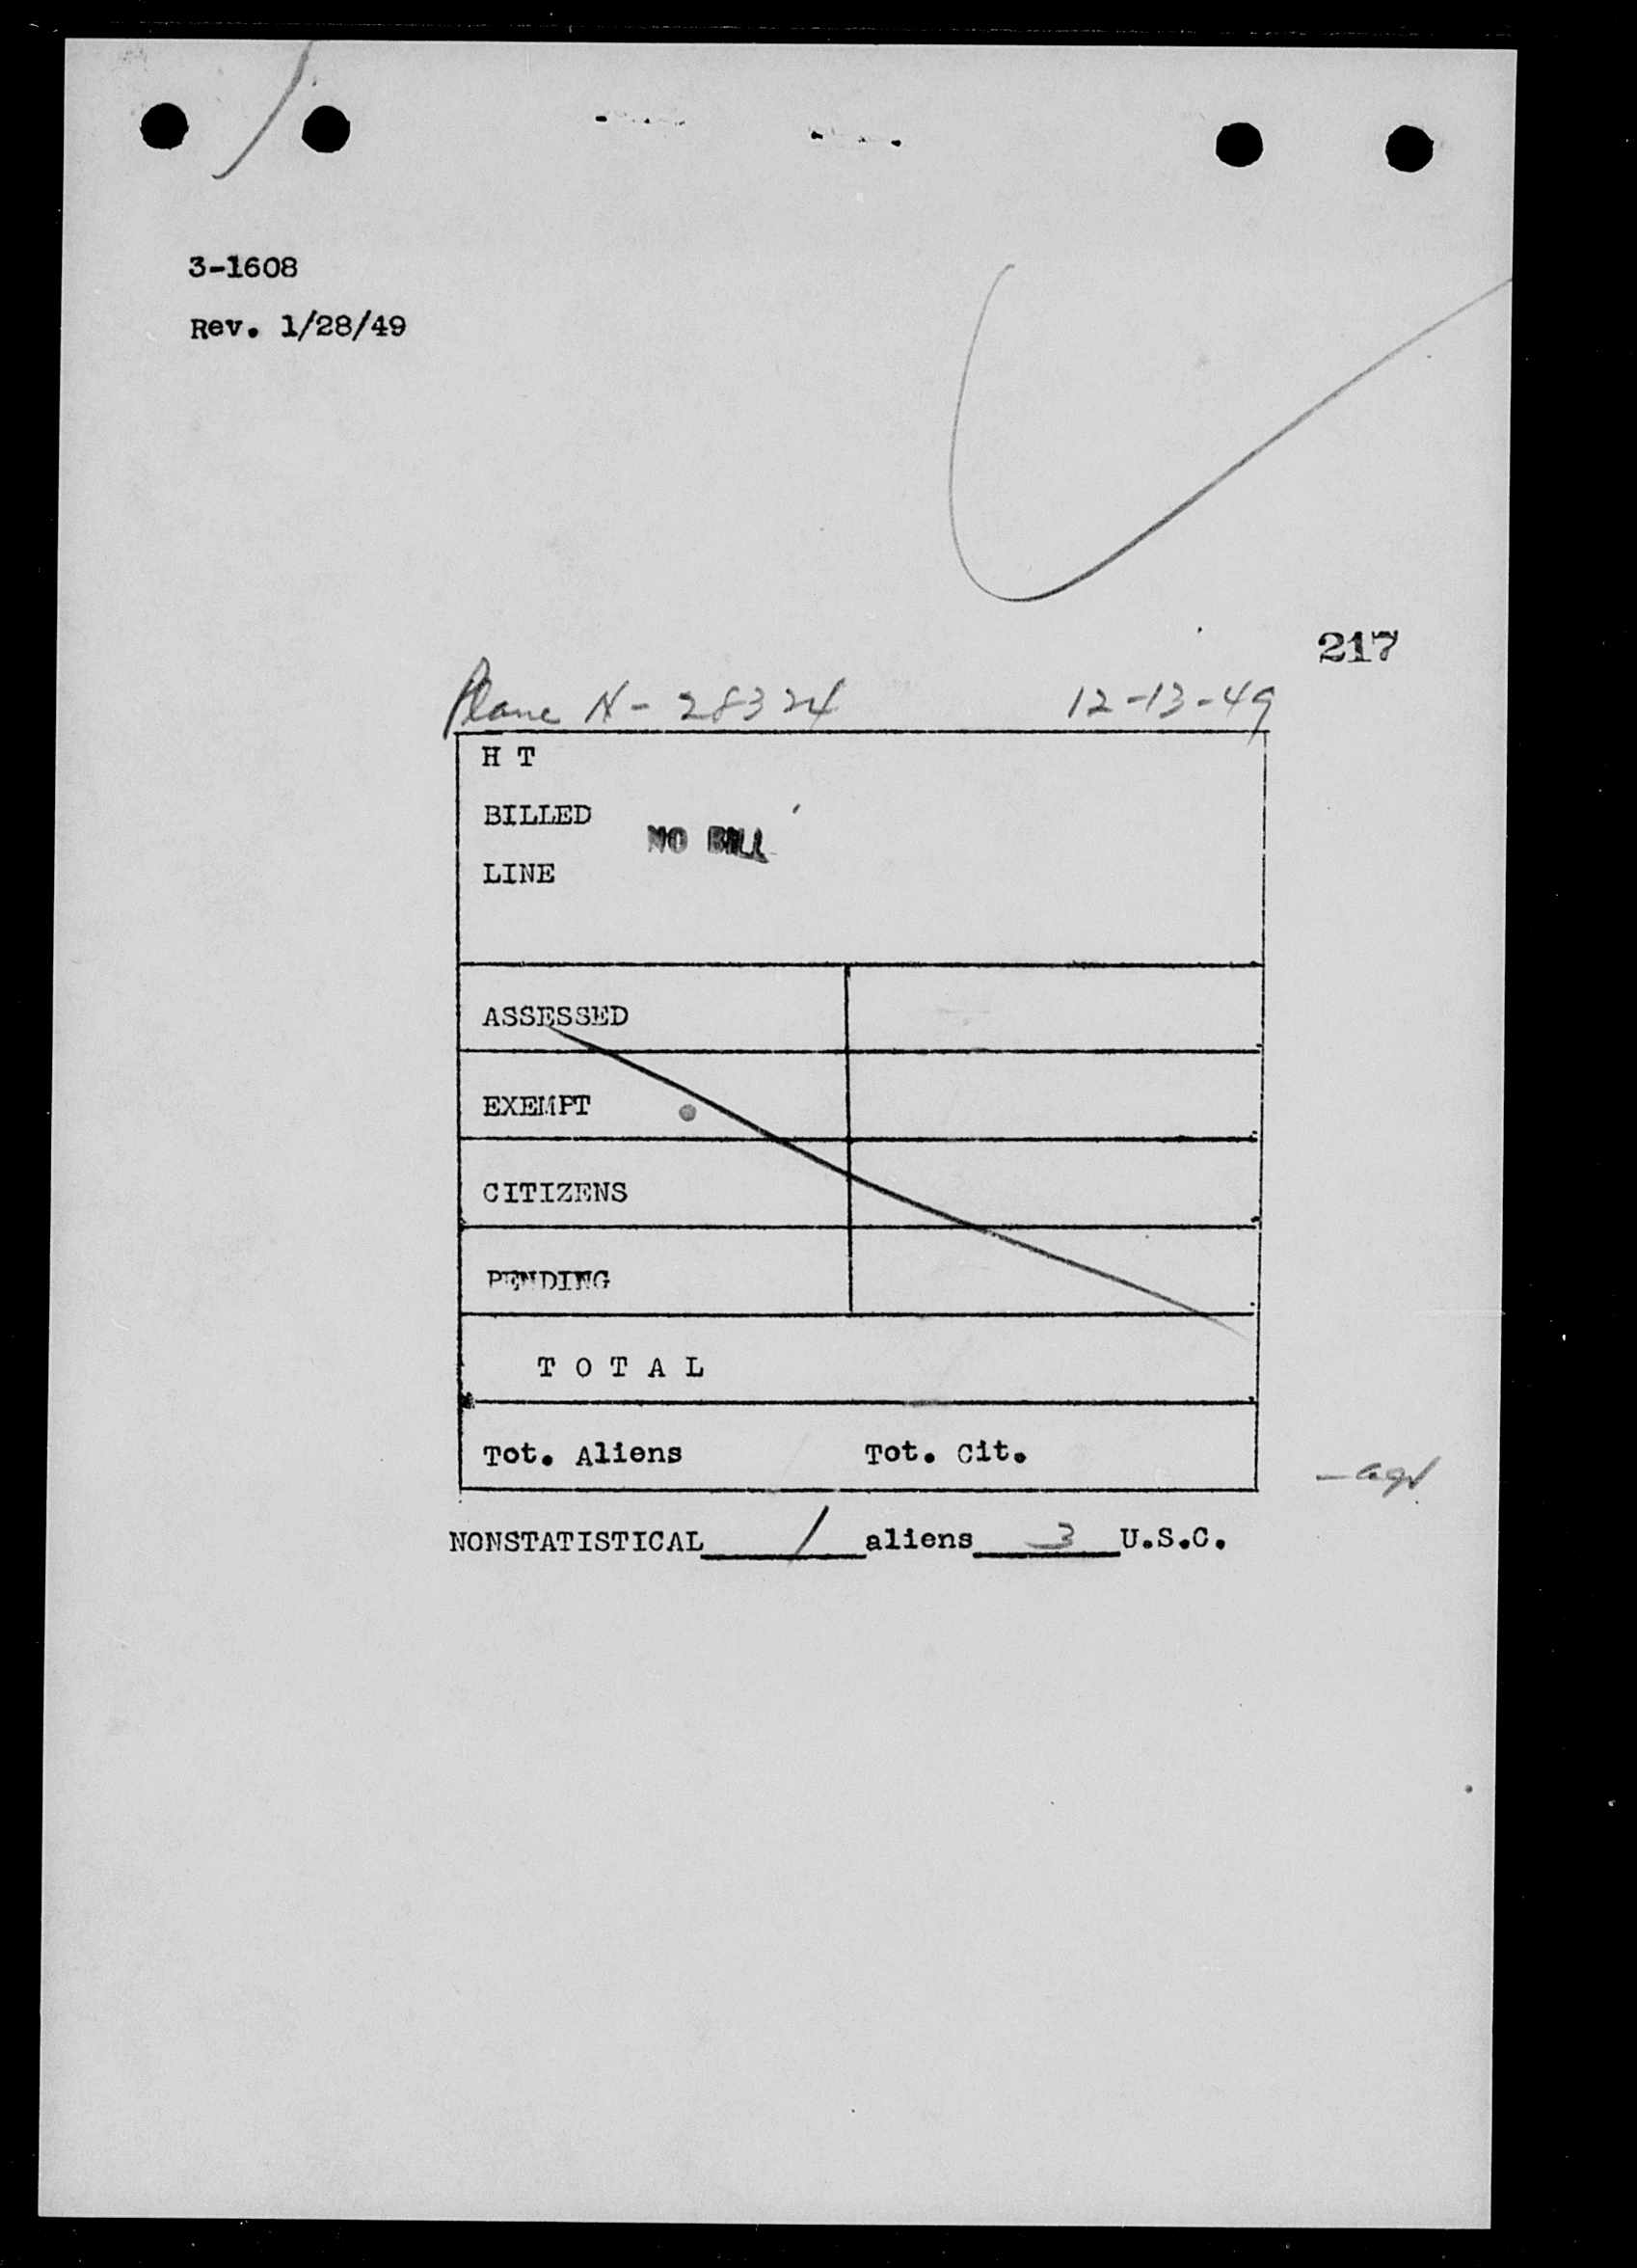 3-1608
Rev. 1/28/49
217
Plane N-28324 12-13-49
H T
BILLED
NO BILL
LINE
ASSESSED
EXEMPT
CITIZENS
PENDING
T O T A L
Tot. Aliens Tot. Cit.
NONSTATISTICAL 1 aliens 3 U.S.C.